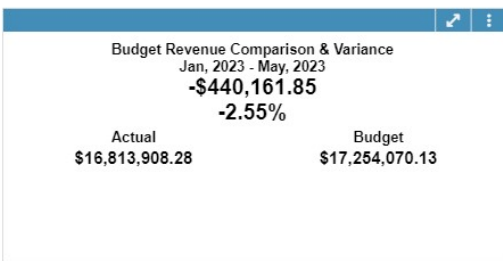 Budget Revenue Comparison & Variance
Jan, 2023 - May, 2023
-$440,161.85
-2.55%
Actual Budget
$16,813,908.28 $17,254,070.13